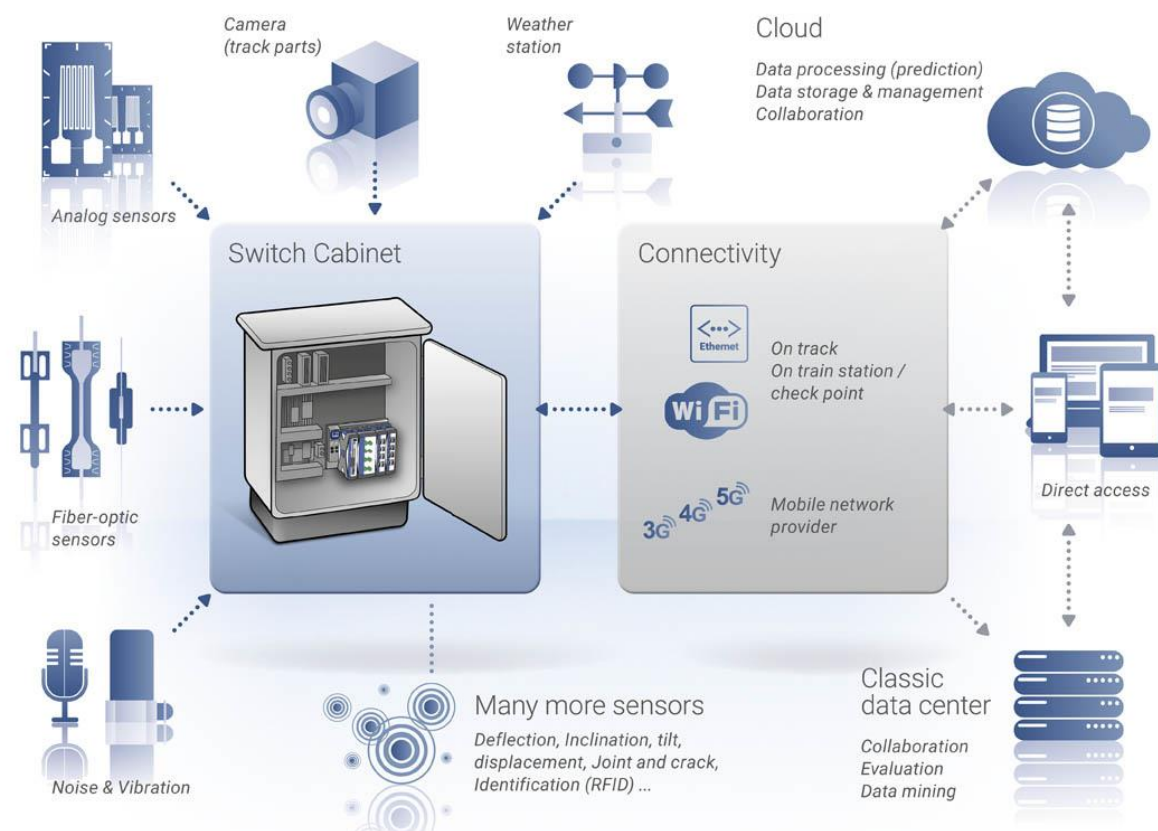 Camera
(track parts)
Weather
station
Cloud
Data processing (prediction)
Data storage & management
Collaboration
Analog sensors
Switch Cabinet
Connectivity
<•••>
Ethernet
On track
On train station /
check point
Wi Fi
Fiber-optic
sensors
3G 4G 5G
Mobile network
provider
Direct access
Noise & Vibration
Many more sensors
Deflection, Inclination, tilt,
displacement, Joint and crack,
Identification (RFID) ...
Classic
data center
Collaboration
Evaluation
Data mining